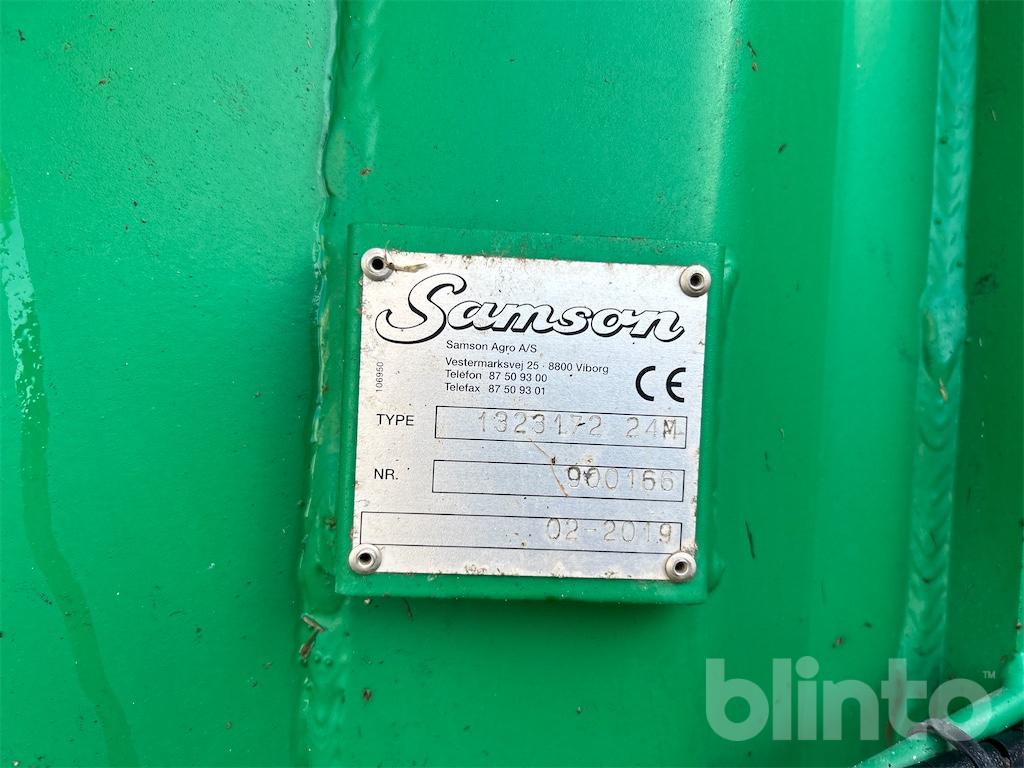 Samson
Samson Agro A/S
Vestermarksvej 25 · 8800 Viborg
Telefon 87 50 93 00
Telefax 87 50 93 01
106950
CE
TYPE 1323172 24M
NR. 900166
02-2019
blinto™